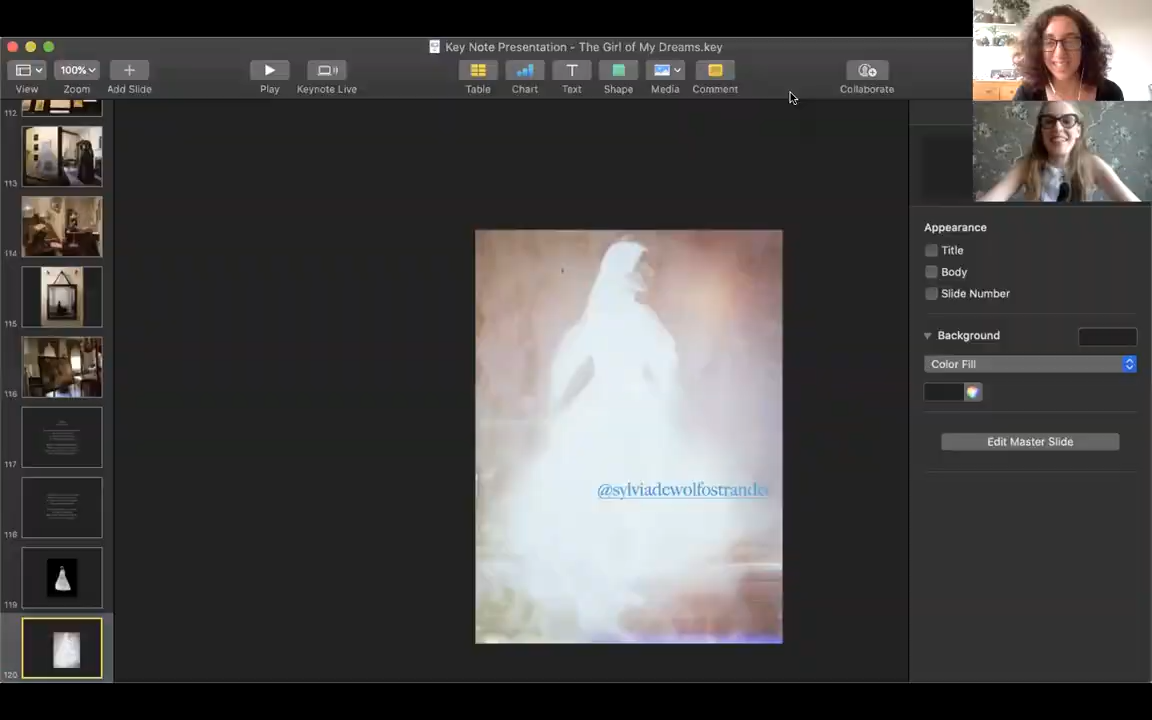 Key Note Presentation - The Girl of My Dreams.key
100%
View
Zoom
Add Slide
Play
Keynote Live
Table
Chart
Text
Shape
Media
Comment
Collaborate
112
113
114
115
116
117
118
119
120
@sylviadewolfostrander
Appearance
Title
Body
Slide Number
Background
Color Fill
Edit Master Slide